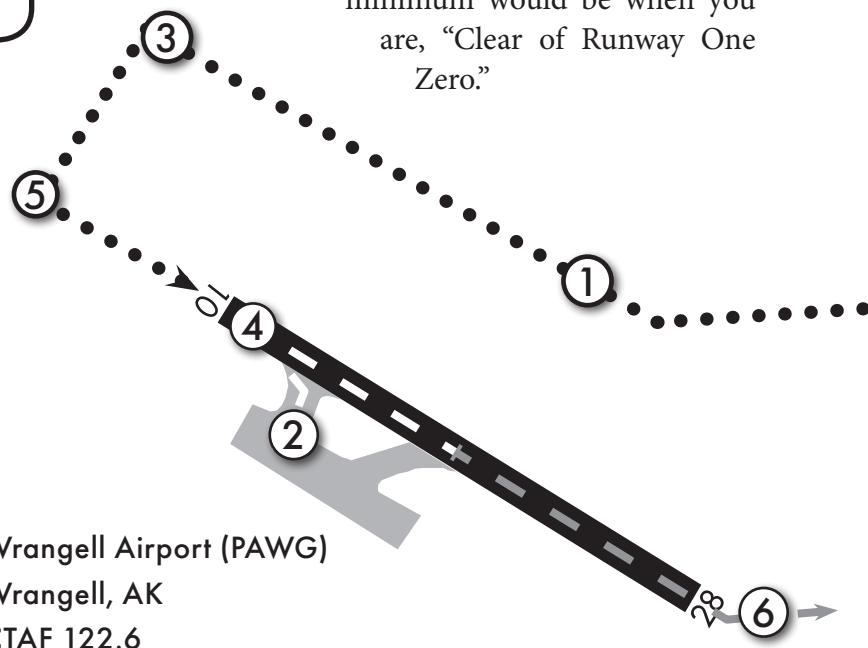 minimum would be when you
are, “Clear of Runway One
Zero.”
3
5
1
10
4
2
Wrangell Airport (PAWG)
Wrangell, AK
CTAF 122.6
28
6